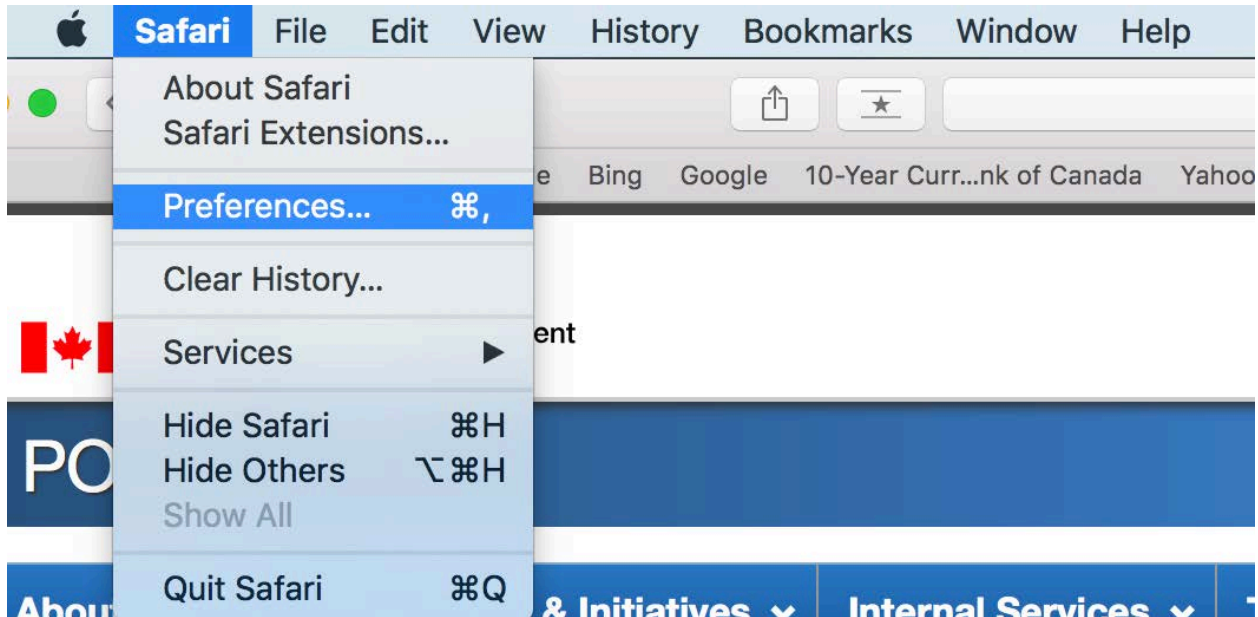 Safari File Edit View History Bookmarks Window Help
About Safari
Safari Extensions...
e Bing Google 10-Year Curr...nk of Canada Yahoo
Preferences... ⌘,
Clear History...
ent
Services ▶
Hide Safari ⌘H
PO
Hide Others ⌥⌘H
Show All
Quit Safari ⌘Q
Abou & Initiatives Internal Services